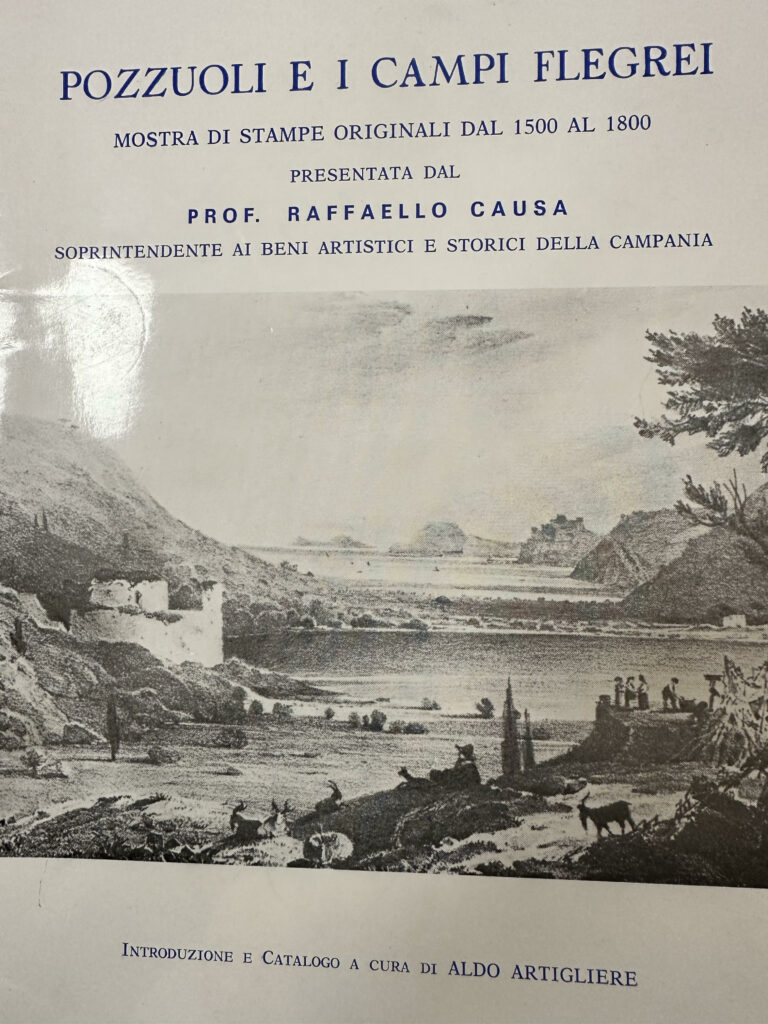 POZZUOLI E I CAMPI FLEGREI
MOSTRA DI STAMPE ORIGINALI DAL 1500 AL 1800
PRESENTATA DAL
PROF. RAFFAELLO CAUSA
SOPRINTENDENTE AI BENI ARTISTICI E STORICI DELLA CAMPANIA
INTRODUZIONE E CATALOGO A CURA DI ALDO ARTIGLIERE